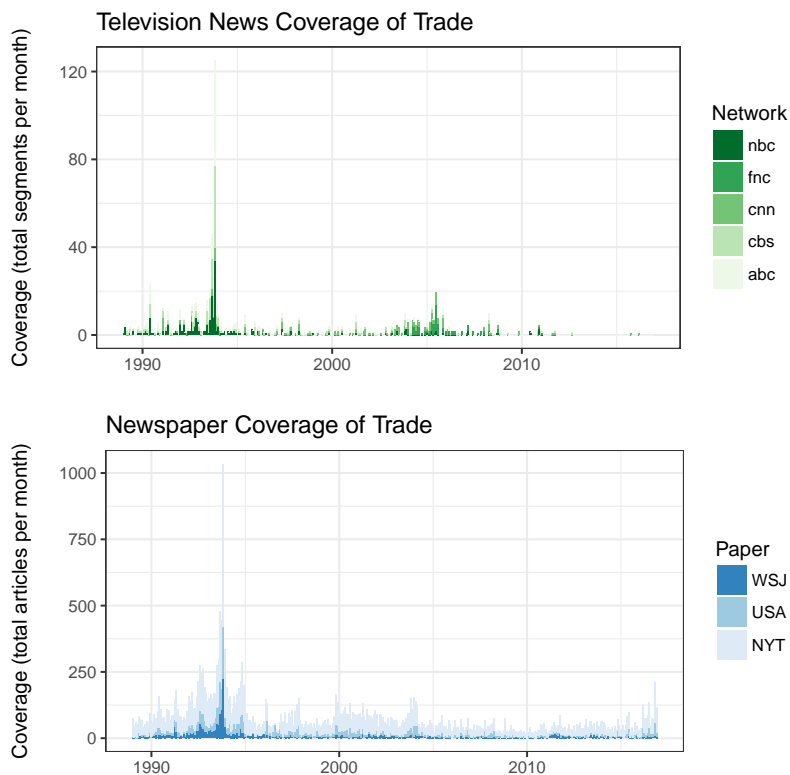 Television News Coverage of Trade
Coverage (total segments per month)
120
80
40
0
1990
2000
2010
Network
nbc
fnc
cnn
cbs
abc
Newspaper Coverage of Trade
Coverage (total articles per month)
1000
750
500
250
0
1990
2000
2010
Paper
WSJ
USA
NYT